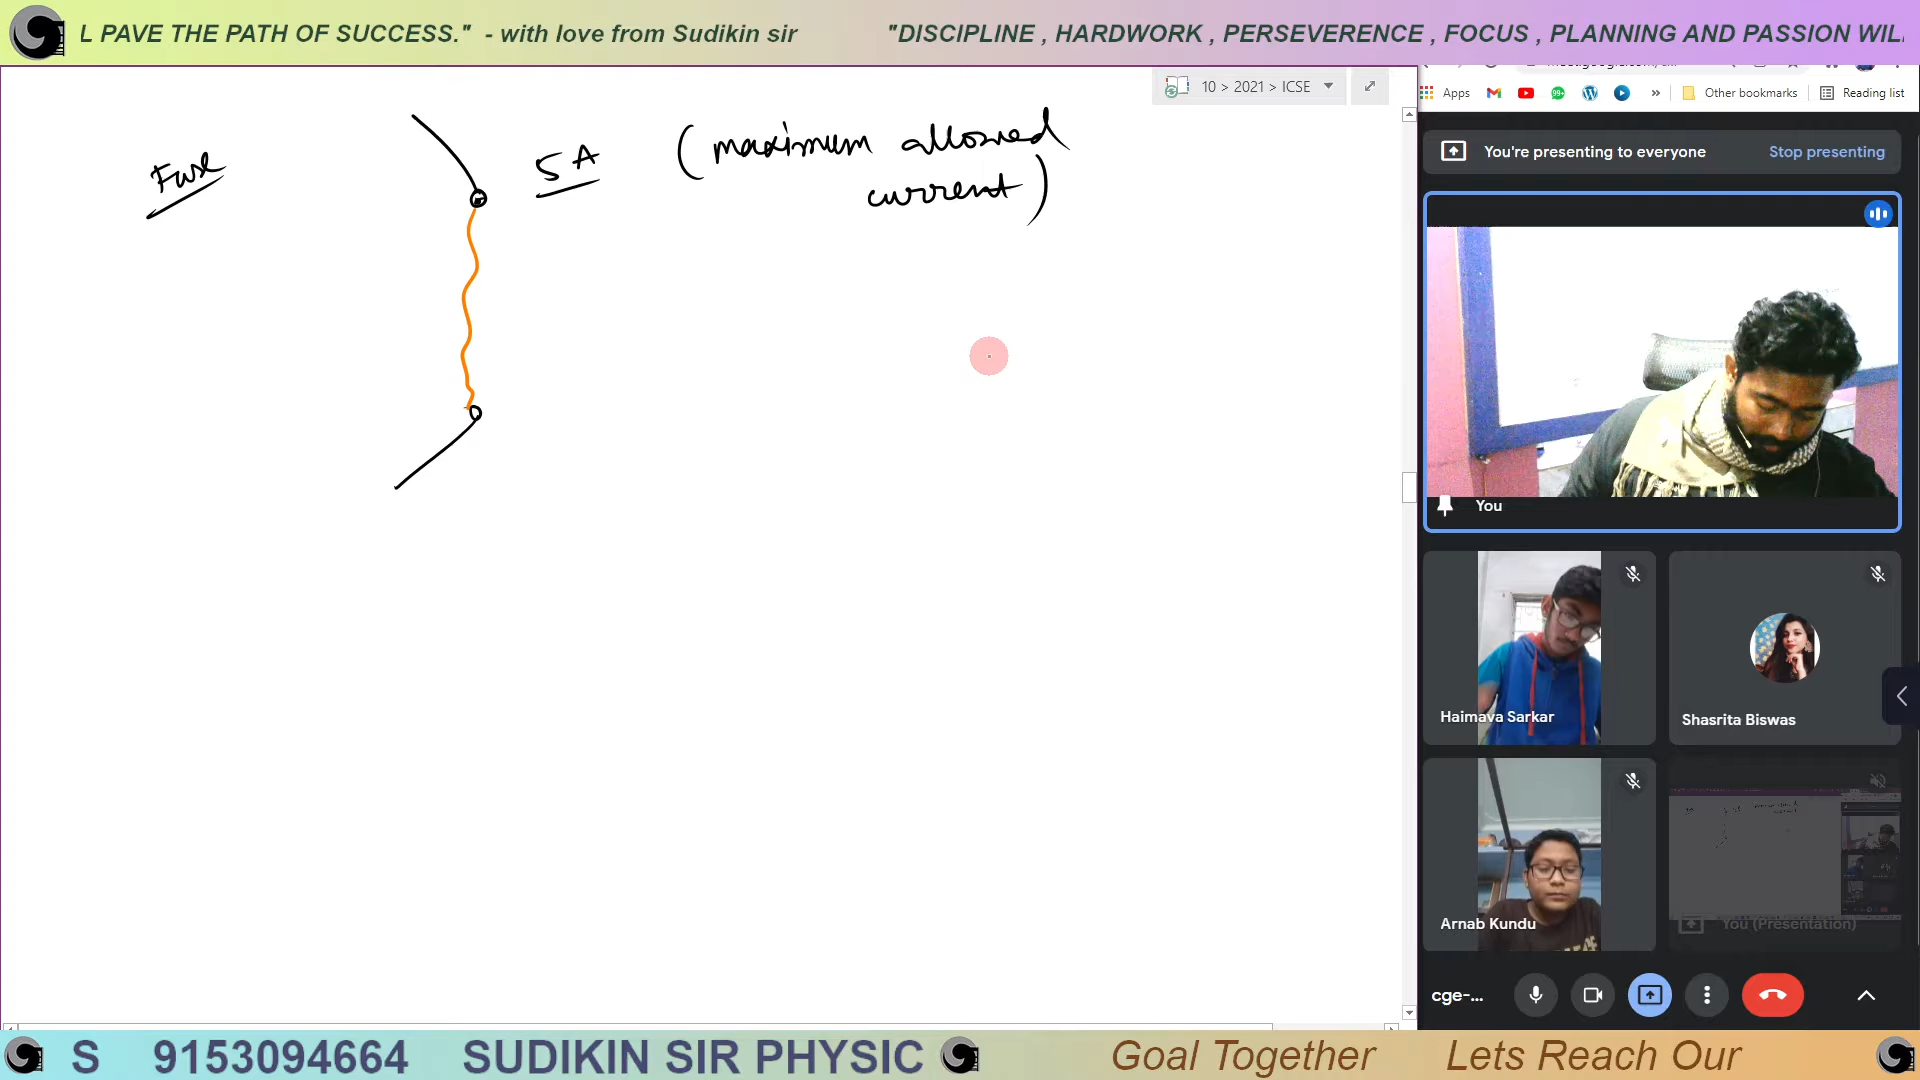 L PAVE THE PATH OF SUCCESS." - with love from Sudikin sir "DISCIPLINE , HARDWORK , PERSEVERENCE , FOCUS , PLANNING AND PASSION WIL
10 > 2021 > ICSE
Apps
99+
»
Other bookmarks
Reading list
Fuse
5 A
(maximum allowed
current)
You're presenting to everyone
Stop presenting
You
Haimava Sarkar
Shasrita Biswas
Arnab Kundu
You (Presentation)
cge-...
S 9153094664 SUDIKIN SIR PHYSIC Goal Together Lets Reach Our